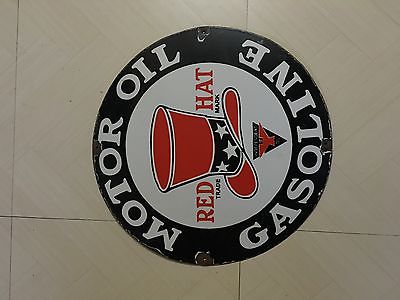 MOTOR OIL
RED HAT
TRADE MARK
GASOLINE